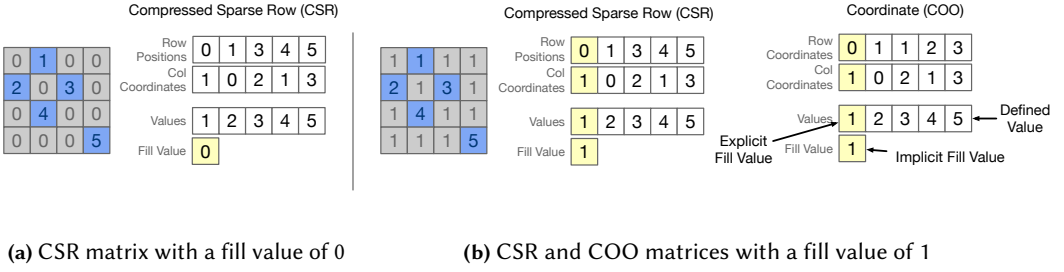 Compressed Sparse Row (CSR)
0 1 0 0
2 0 3 0
0 4 0 0
0 0 0 5
Row Positions 0 1 3 4 5
Col Coordinates 1 0 2 1 3
Values 1 2 3 4 5
Fill Value 0
(a) CSR matrix with a fill value of 0
Compressed Sparse Row (CSR)
1 1 1 1
2 1 3 1
1 4 1 1
1 1 1 5
Row Positions 0 1 3 4 5
Col Coordinates 1 0 2 1 3
Values 1 2 3 4 5
Fill Value 1
Coordinate (COO)
Row Coordinates 0 1 1 2 3
Col Coordinates 1 0 2 1 3
Values 1 2 3 4 5
Defined Value
Explicit Fill Value
Fill Value 1
Implicit Fill Value
(b) CSR and COO matrices with a fill value of 1